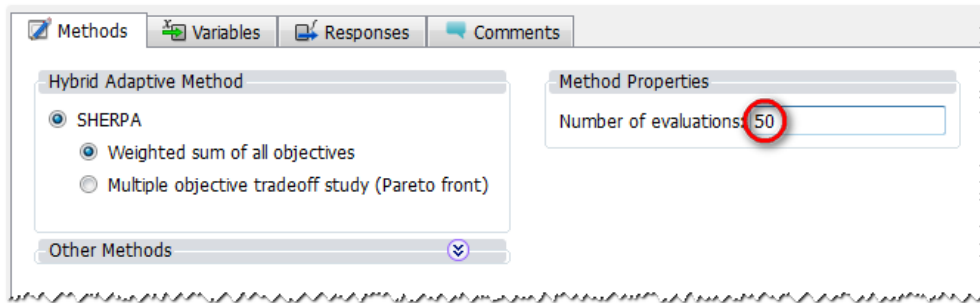 Methods
Variables
Responses
Comments
Hybrid Adaptive Method
SHERPA
Weighted sum of all objectives
Multiple objective tradeoff study (Pareto front)
Other Methods
Method Properties
Number of evaluations: 50